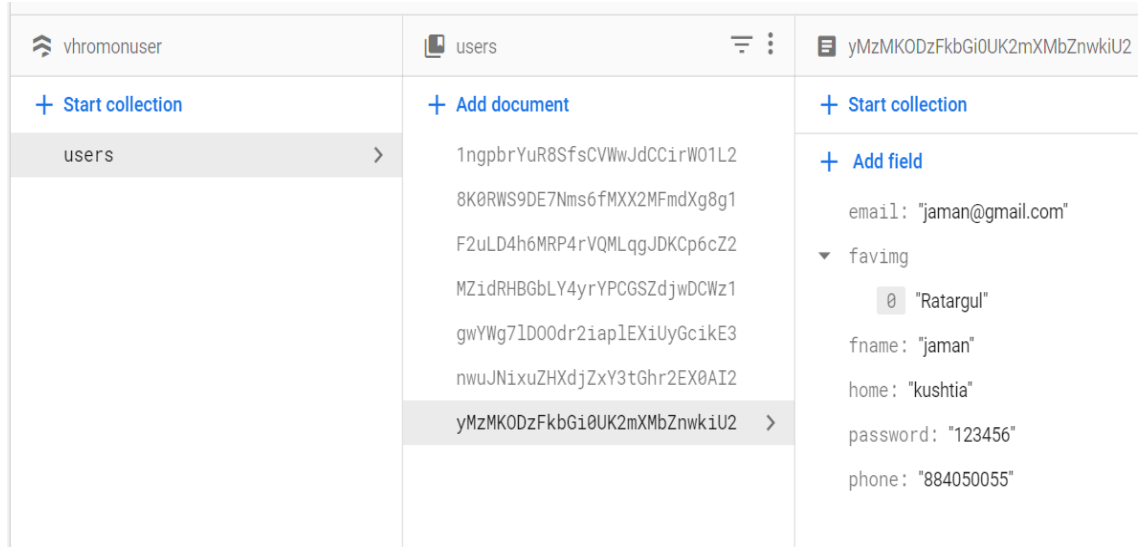 vhromonuser
+ Start collection
users
users
+ Add document
1ngpbrYuR8SfsCVWwJdCCirWO1L2
8K0RWS9DE7Nms6fMXX2MFmdXg8g1
F2uLD4h6MRP4rVQMLqgJDKCp6cZ2
MZidRHBGbLY4yrYPCGSZdjwDCWz1
gwYWg7lDOOdr2iaplEXiUyGcikE3
nwuJNixuZHXdjZxY3tGhr2EX0AI2
yMzMKODzFkbGi0UK2mXMbZnwkiU2
yMzMKODzFkbGi0UK2mXMbZnwkiU2
+ Start collection
+ Add field
email: "jaman@gmail.com"
favimg
0 "Ratargul"
fname: "jaman"
home: "kushtia"
password: "123456"
phone: "884050055"